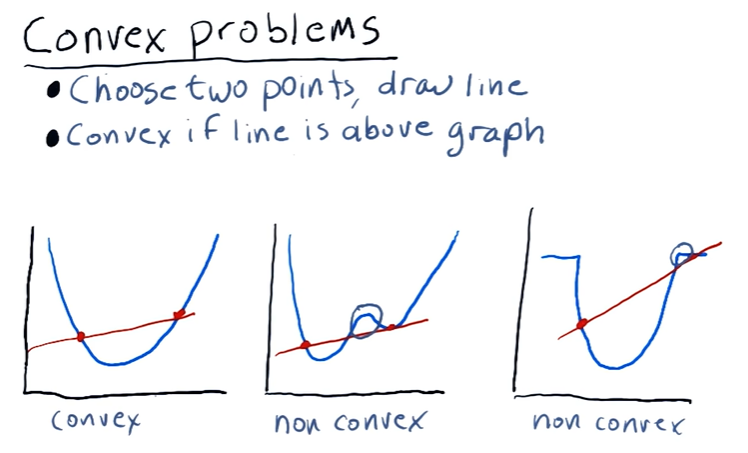 Convex problems
• Choose two points, draw line
• Convex if line is above graph
convex
non convex
non convex